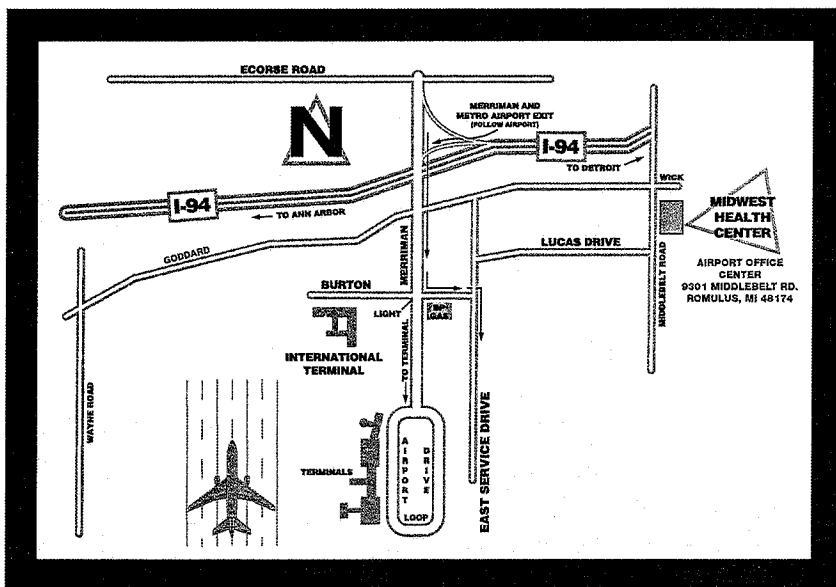 ECORSE ROAD
MERRIMAN AND
METRO AIRPORT EXIT
(FOLLOW AIRPORT)
N
I-94
TO DETROIT
WICK
I-94
TO ANN ARBOR
MIDWEST
HEALTH
CENTER
AIRPORT OFFICE
CENTER
9301 MIDDLEBELT RD.
ROMULUS, MI 48174
GODDARD
MERRIMAN
LUCAS DRIVE
MIDDLEBELT ROAD
BURTON
LIGHT
BP
GAS
INTERNATIONAL
TERMINAL
TO TERMINAL
WAYNE ROAD
TERMINALS
AIRPORT
DRIVE
LOOP
EAST SERVICE DRIVE